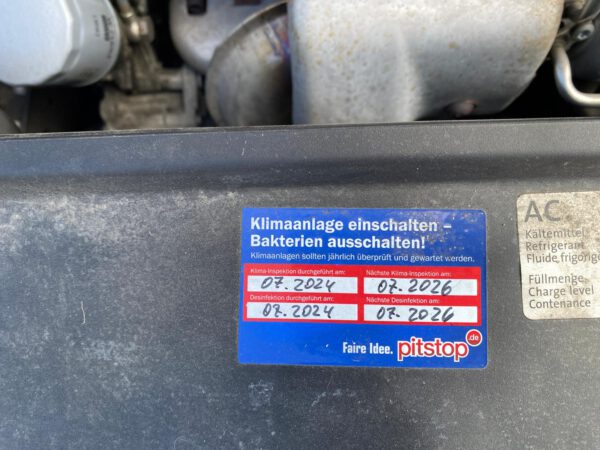 Klimaanlage einschalten –
Bakterien ausschalten!
Klimaanlagen sollten jährlich überprüft und gewartet werden.
Klima-Inspektion durchgeführt am: Nächste Klima-Inspektion am:
07.2024 07.2026
Desinfektion durchgeführt am: Nächste Desinfektion am:
07.2024 07.2026
Faire Idee. pitstop.de
AC.
Kältemittel
Refrigerant
Fluide frigorig
Füllmenge
Charge level
Contenance